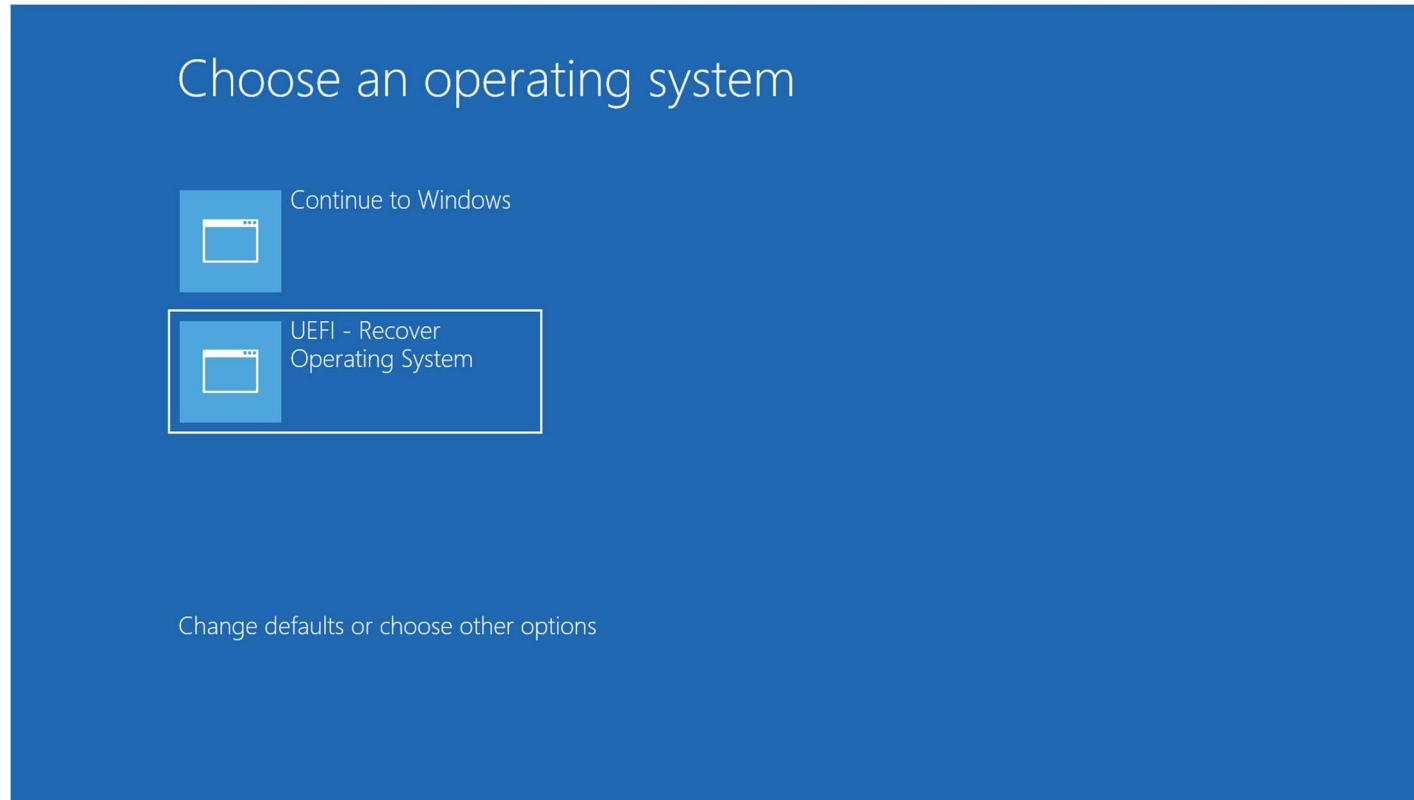 Choose an operating system
Continue to Windows
UEFI - Recover
Operating System
Change defaults or choose other options